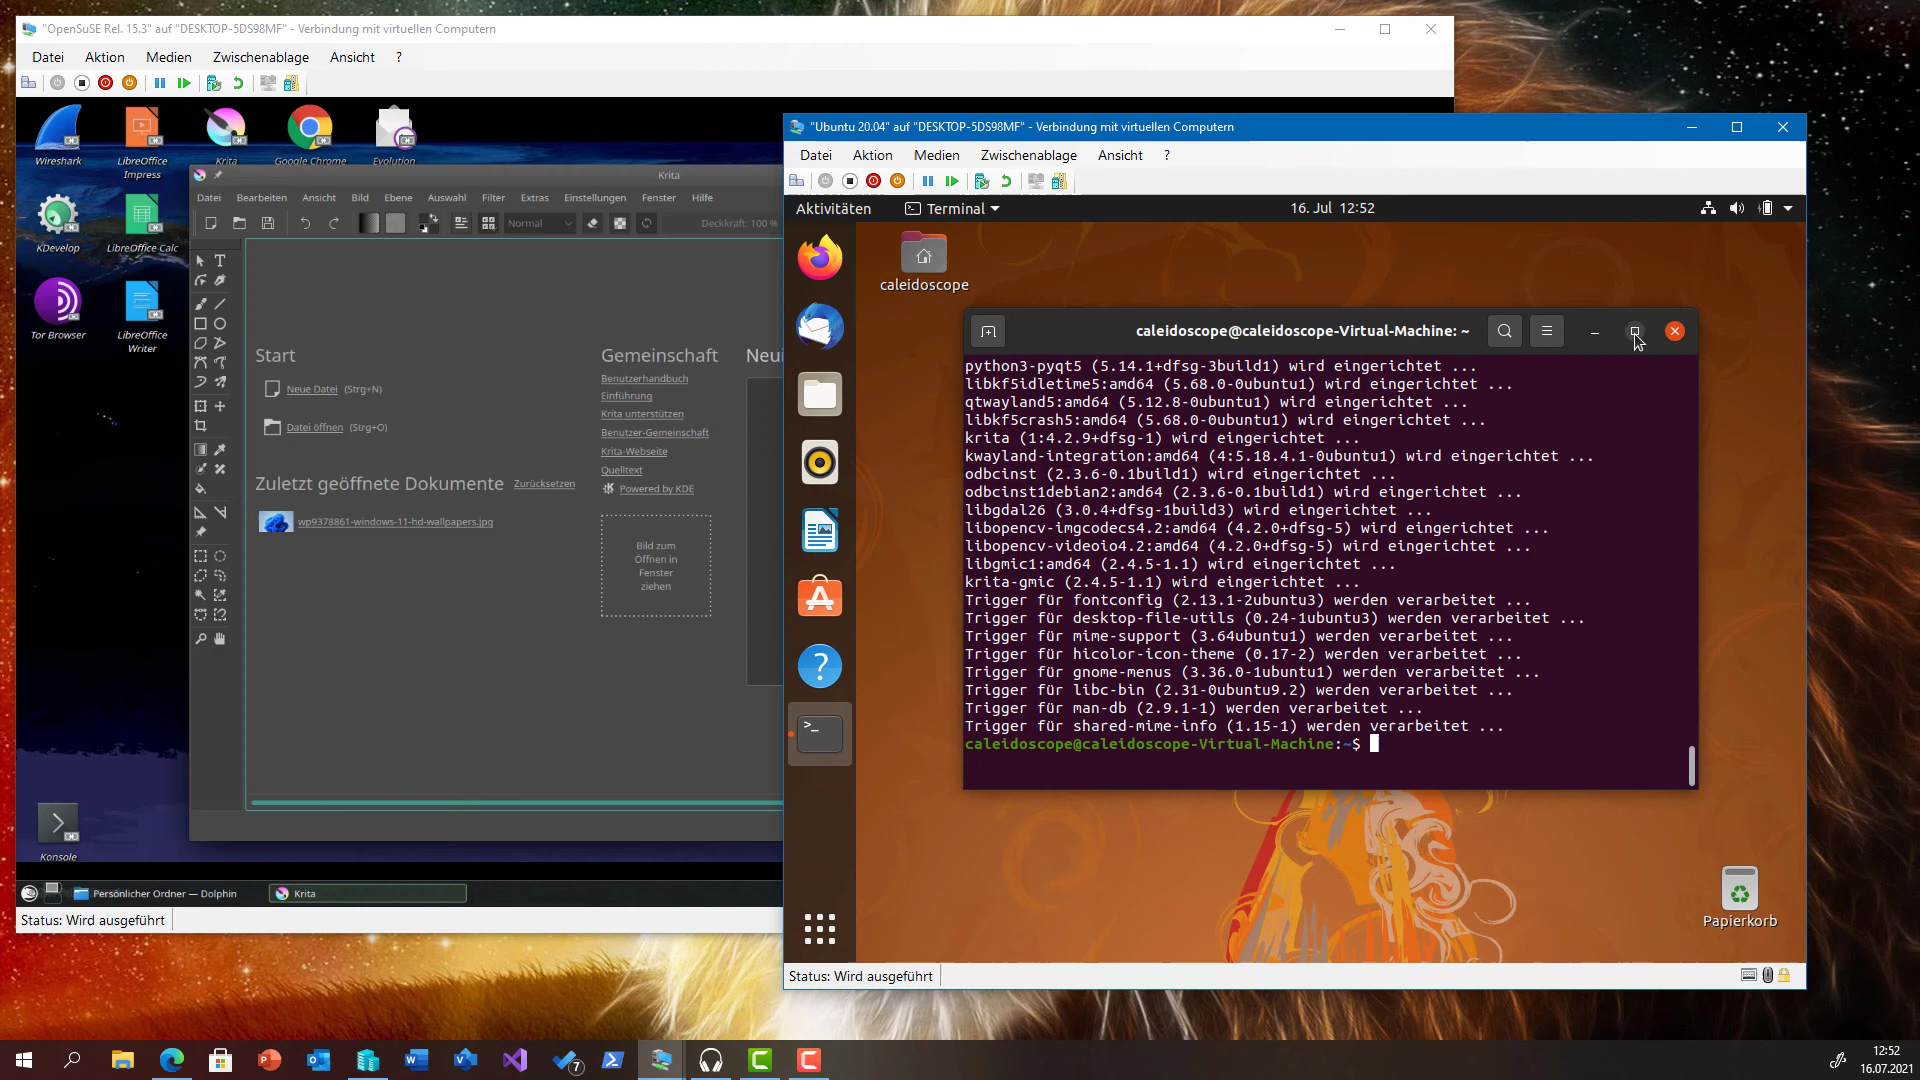 "OpenSuSE Rel. 15.3" auf "DESKTOP-5DS98MF" - Verbindung mit virtuellen Computern
Datei Aktion Medien Zwischenablage Ansicht ?
Wireshark
LibreOffice Impress
Krita
Google Chrome
Evolution
KDevelop
LibreOffice Calc
Tor Browser
LibreOffice Writer
Konsole
Krita
Datei Bearbeiten Ansicht Bild Ebene Auswahl Filter Extras Einstellungen Fenster Hilfe
Normal
Deckkraft: 100 %
Start
Neue Datei (Strg+N)
Datei öffnen (Strg+O)
Zuletzt geöffnete Dokumente Zurücksetzen
wp9378861-windows-11-hd-wallpapers.jpg
Gemeinschaft
Benutzerhandbuch
Einführung
Krita unterstützen
Benutzer-Gemeinschaft
Krita-Webseite
Quelltext
Powered by KDE
Bild zum
Öffnen in
Fenster
ziehen
Persönlicher Ordner — Dolphin
Krita
Status: Wird ausgeführt
"Ubuntu 20.04" auf "DESKTOP-5DS98MF" - Verbindung mit virtuellen Computern
Datei Aktion Medien Zwischenablage Ansicht ?
Aktivitäten Terminal 16. Jul 12:52
caleidoscope
caleidoscope@caleidoscope-Virtual-Machine: ~
python3-pyqt5 (5.14.1+dfsg-3build1) wird eingerichtet ...
libkf5idletime5:amd64 (5.68.0-0ubuntu1) wird eingerichtet ...
qtwayland5:amd64 (5.12.8-0ubuntu1) wird eingerichtet ...
libkf5crash5:amd64 (5.68.0-0ubuntu1) wird eingerichtet ...
krita (1:4.2.9+dfsg-1) wird eingerichtet ...
kwayland-integration:amd64 (4:5.18.4.1-0ubuntu1) wird eingerichtet ...
odbcinst (2.3.6-0.1build1) wird eingerichtet ...
odbcinst1debian2:amd64 (2.3.6-0.1build1) wird eingerichtet ...
libgdal26 (3.0.4+dfsg-1build3) wird eingerichtet ...
libopencv-imgcodecs4.2:amd64 (4.2.0+dfsg-5) wird eingerichtet ...
libopencv-videoio4.2:amd64 (4.2.0+dfsg-5) wird eingerichtet ...
libgmic1:amd64 (2.4.5-1.1) wird eingerichtet ...
krita-gmic (2.4.5-1.1) wird eingerichtet ...
Trigger für fontconfig (2.13.1-2ubuntu3) werden verarbeitet ...
Trigger für desktop-file-utils (0.24-1ubuntu3) werden verarbeitet ...
Trigger für mime-support (3.64ubuntu1) werden verarbeitet ...
Trigger für hicolor-icon-theme (0.17-2) werden verarbeitet ...
Trigger für gnome-menus (3.36.0-1ubuntu1) werden verarbeitet ...
Trigger für libc-bin (2.31-0ubuntu9.2) werden verarbeitet ...
Trigger für man-db (2.9.1-1) werden verarbeitet ...
Trigger für shared-mime-info (1.15-1) werden verarbeitet ...
caleidoscope@caleidoscope-Virtual-Machine:~$
Papierkorb
Status: Wird ausgeführt
7
12:52
16.07.2021